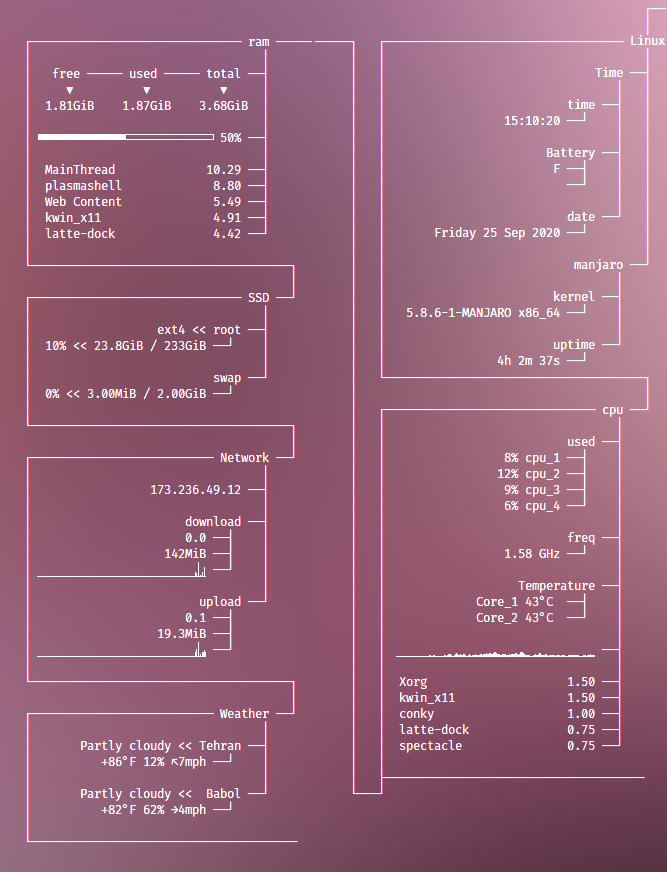 ram
free used total
▼ ▼ ▼
1.81GiB 1.87GiB 3.68GiB
50%
MainThread 10.29
plasmashell 8.80
Web Content 5.49
kwin_x11 4.91
latte-dock 4.42
SSD
ext4 << root
10% << 23.8GiB / 233GiB
swap
0% << 3.00MiB / 2.00GiB
Network
173.236.49.12
download
0.0
142MiB
upload
0.1
19.3MiB
Weather
Partly cloudy << Tehran
+86°F 12% ↖7mph
Partly cloudy << Babol
+82°F 62% →4mph
Linux
Time
time
15:10:20
Battery
F
date
Friday 25 Sep 2020
manjaro
kernel
5.8.6-1-MANJARO x86_64
uptime
4h 2m 37s
cpu
used
8% cpu_1
12% cpu_2
9% cpu_3
6% cpu_4
freq
1.58 GHz
Temperature
Core_1 43°C
Core_2 43°C
Xorg 1.50
kwin_x11 1.50
conky 1.00
latte-dock 0.75
spectacle 0.75